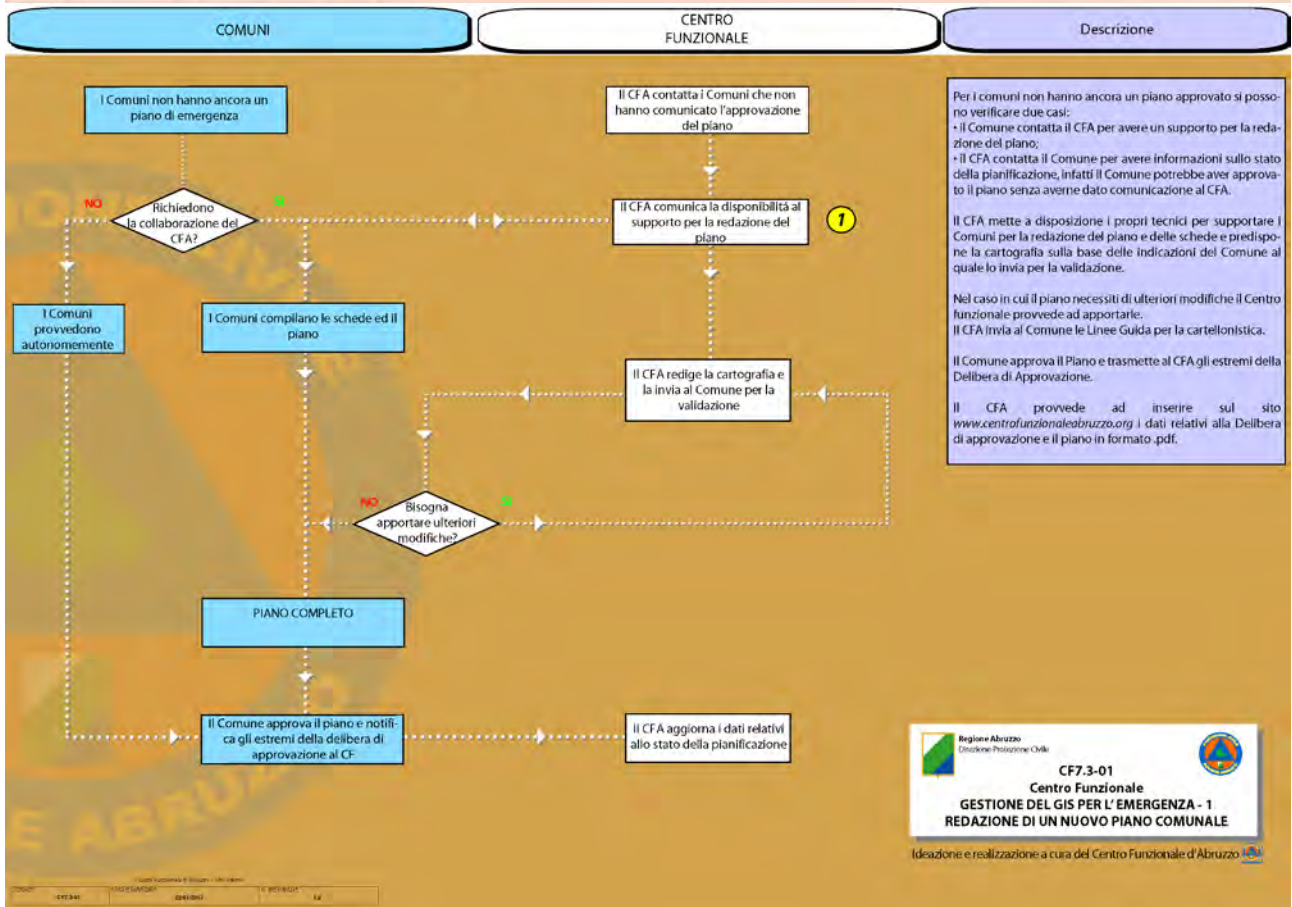 COMUNI
CENTRO
FUNZIONALE
Descrizione
I Comuni non hanno ancora un
piano di emergenza
Il CFA contatta i Comuni che non
hanno comunicato l'approvazione
del piano
NO
Richiedono
la collaborazione del
CFA?
SI
Il CFA comunica la disponibilitá al
supporto per la redazione del
piano
1
I Comuni
provvedono
autonomemente
I Comuni compilano le schede ed il
piano
Il CFA redige la cartografia e
la invia al Comune per la
validazione
NO
Bisogna
apportare ulteriori
modifiche?
SI
PIANO COMPLETO
Il Comune approva il piano e notifi-
ca gli estremi della delibera di
approvazione al CF
Il CFA aggiorna i dati relativi
allo stato della pianificazione
Per i comuni non hanno ancora un piano approvato si posso-
no verificare due casi:
• il Comune contatta il CFA per avere un supporto per la reda-
zione del piano;
• il CFA contatta il Comune per avere informazioni sullo stato
della pianificazione, infatti il Comune potrebbe aver approva-
to il piano senza averne dato comunicazione al CFA.
Il CFA mette a disposizione i propri tecnici per supportare i
Comuni per la redazione del piano e delle schede e predispo-
ne la cartografia sulla base delle indicazioni del Comune al
quale lo invia per la validazione.
Nel caso in cui il piano necessiti di ulteriori modifiche il Centro
funzionale provvede ad apportarle.
Il CFA invia al Comune le Linee Guida per la cartellonistica.
Il Comune approva il Piano e trasmette al CFA gli estremi della
Delibera di Approvazione.
Il CFA provvede ad inserire sul sito
www.centrofunzionaleabruzzo.org i dati relativi alla Delibera
di approvazione e il piano in formato .pdf.
Regione Abruzzo
Direzione Protezione Civile
CF7.3-01
Centro Funzionale
GESTIONE DEL GIS PER L' EMERGENZA - 1
REDAZIONE DI UN NUOVO PIANO COMUNALE
Ideazione e realizzazione a cura del Centro Funzionale d'Abruzzo
E ABRUZZO